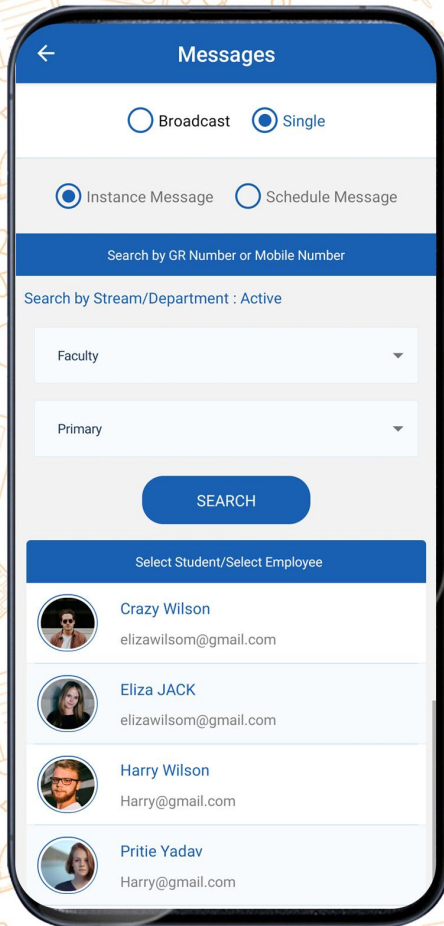 Messages
Broadcast Single
Instance Message Schedule Message
Search by GR Number or Mobile Number
Search by Stream/Department : Active
Faculty
Primary
SEARCH
Select Student/Select Employee
Crazy Wilson
elizawilsom@gmail.com
Eliza JACK
elizawilsom@gmail.com
Harry Wilson
Harry@gmail.com
Pritie Yadav
Harry@gmail.com